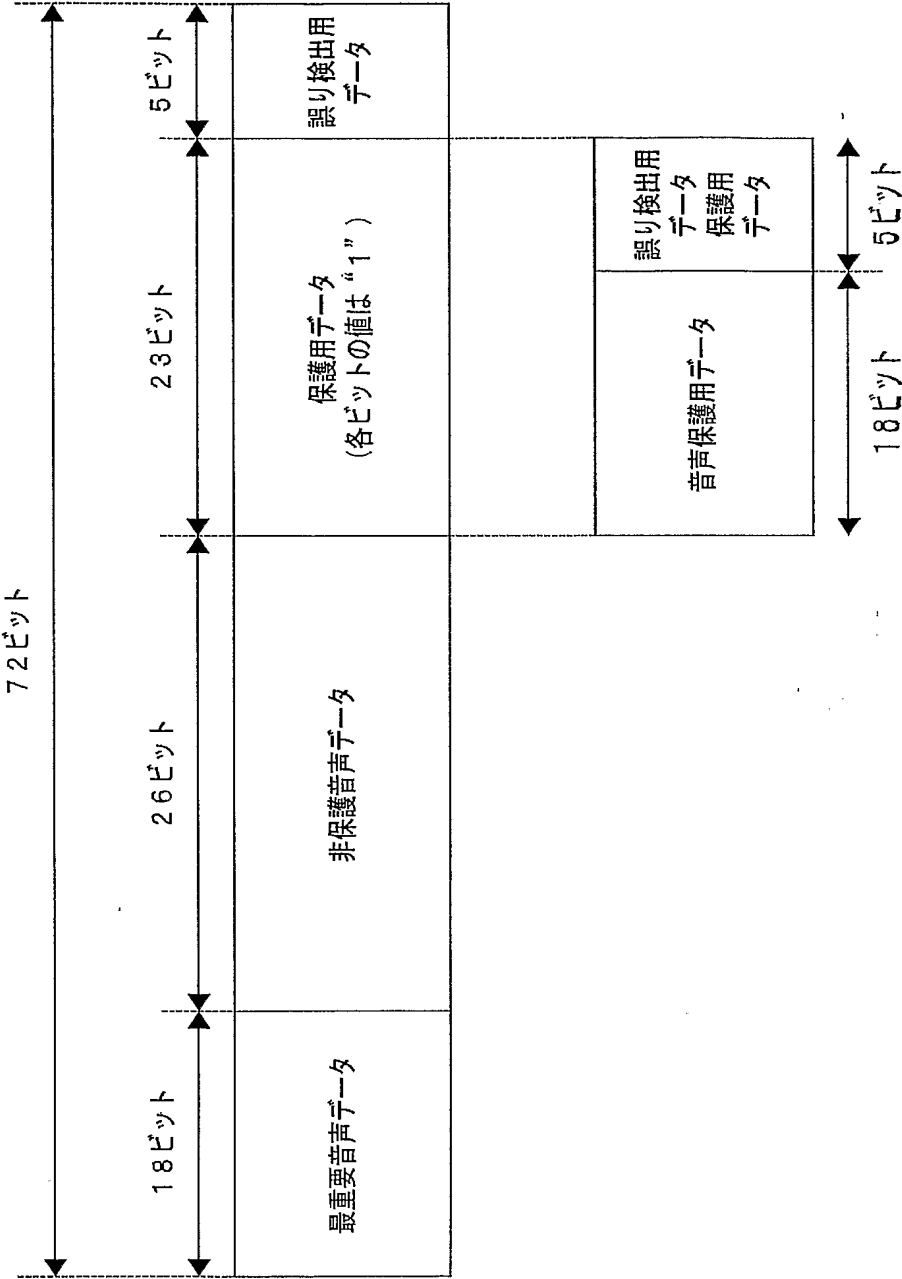 72ビット
18ビット
26ビット
23ビット
5ビット
最重要音声データ
非保護音声データ
保護用データ
(各ビットの値は“1”)
誤り検出用
データ
音声保護用データ
誤り検出用
データ
保護用
データ
18ビット
5ビット